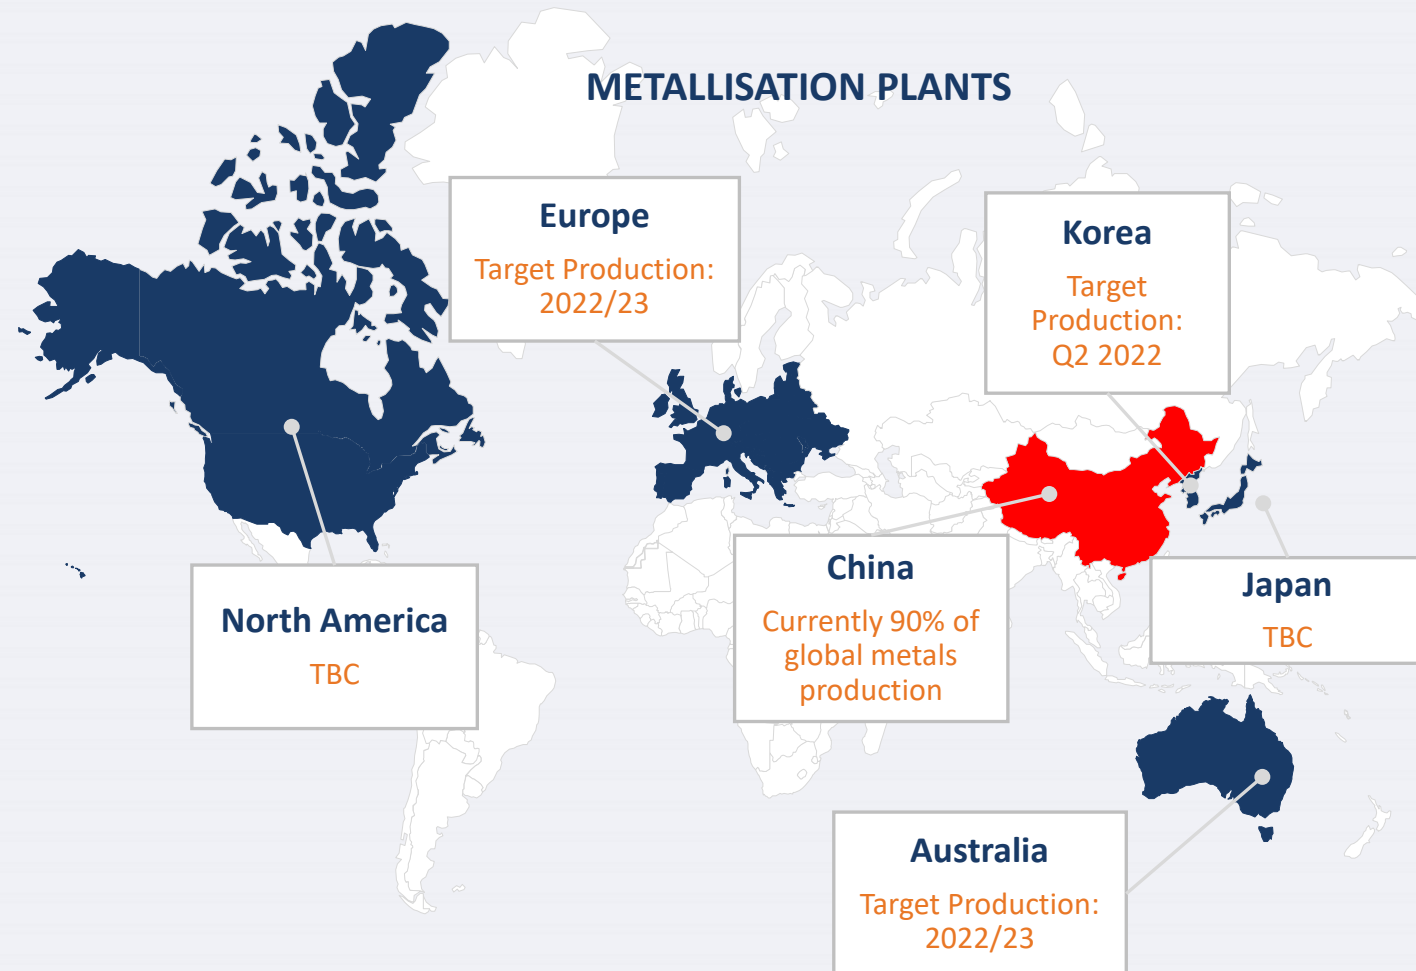 METALLISATION PLANTS
Europe
Target Production:
2022/23
Korea
Target
Production:
Q2 2022
North America
TBC
China
Currently 90% of
global metals
production
Japan
TBC
Australia
Target Production:
2022/23